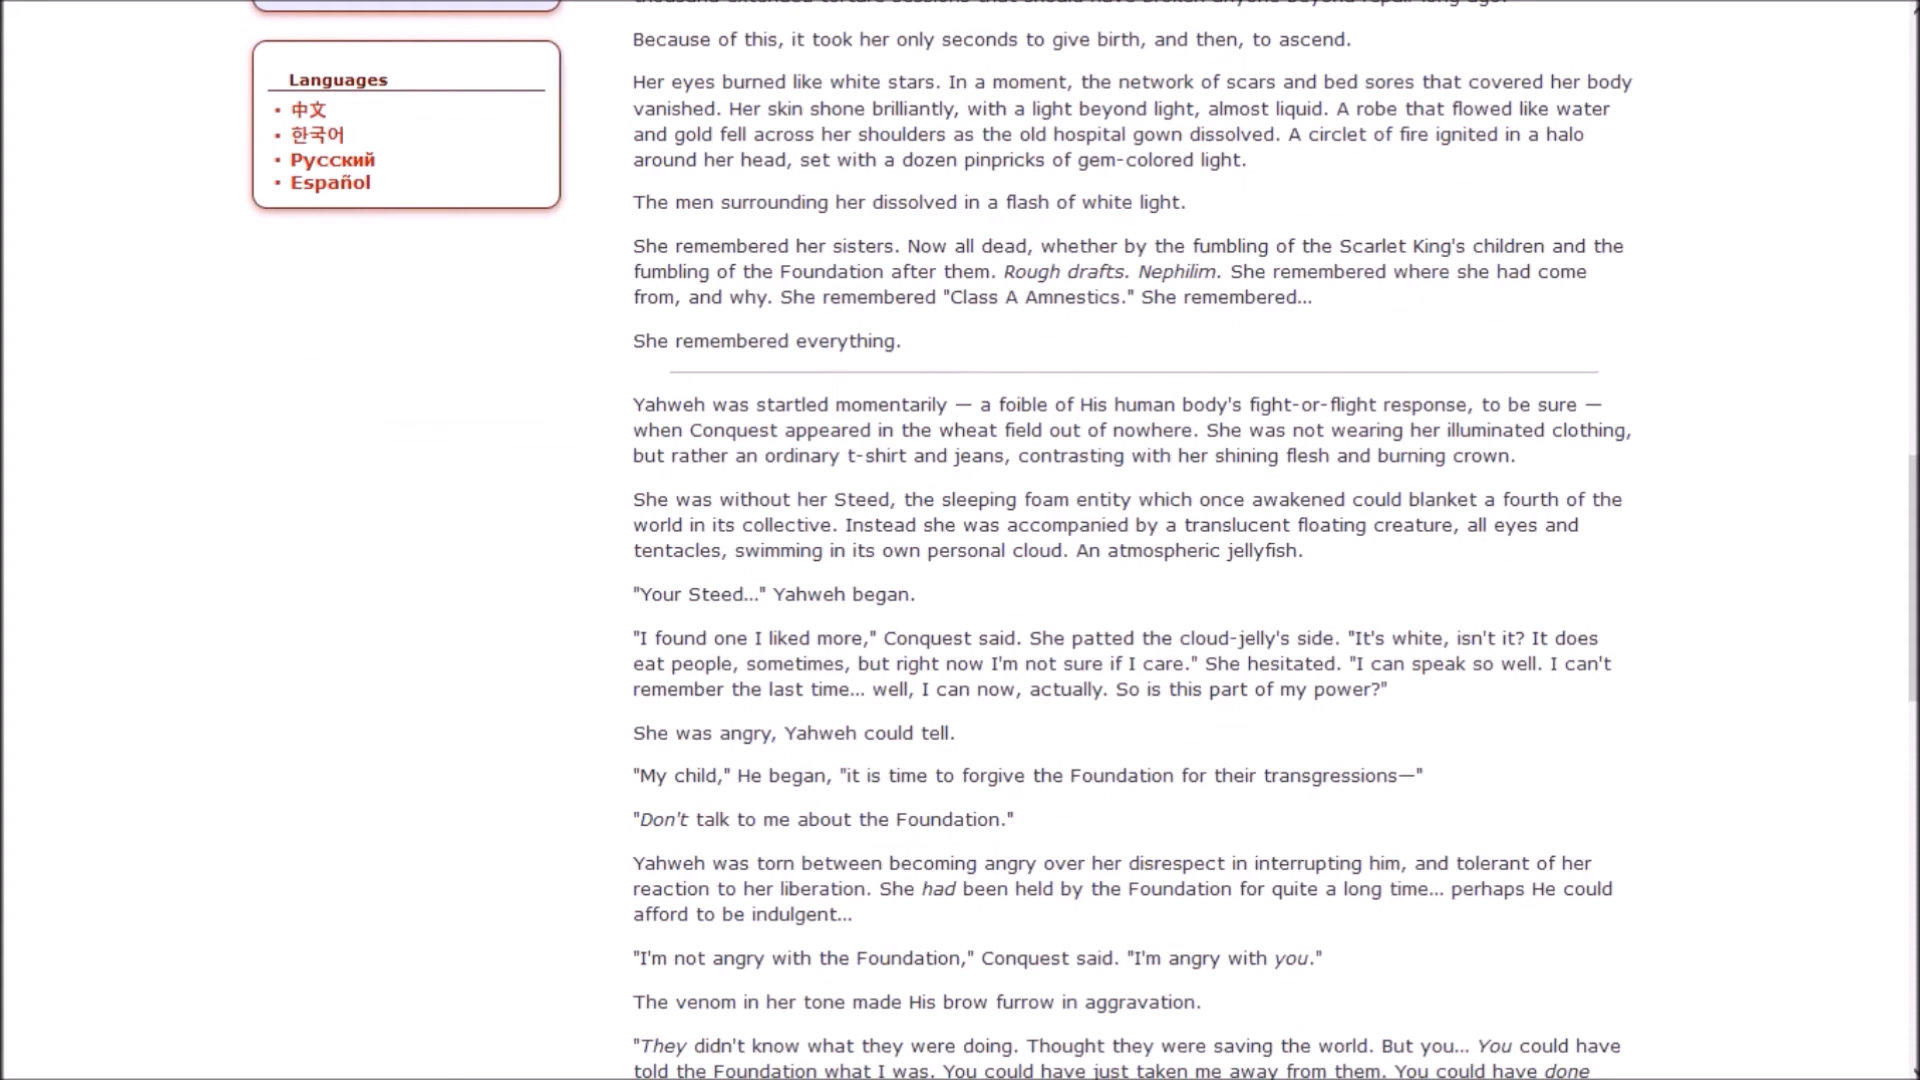 Languages
中文
한국어
Русский
Español
thousand extended torture sessions that should have broken anyone beyond repair long ago.
Because of this, it took her only seconds to give birth, and then, to ascend.
Her eyes burned like white stars. In a moment, the network of scars and bed sores that covered her body
vanished. Her skin shone brilliantly, with a light beyond light, almost liquid. A robe that flowed like water
and gold fell across her shoulders as the old hospital gown dissolved. A circlet of fire ignited in a halo
around her head, set with a dozen pinpricks of gem-colored light.
The men surrounding her dissolved in a flash of white light.
She remembered her sisters. Now all dead, whether by the fumbling of the Scarlet King's children and the
fumbling of the Foundation after them. Rough drafts. Nephilim. She remembered where she had come
from, and why. She remembered "Class A Amnestics." She remembered...
She remembered everything.
Yahweh was startled momentarily — a foible of His human body's fight-or-flight response, to be sure —
when Conquest appeared in the wheat field out of nowhere. She was not wearing her illuminated clothing,
but rather an ordinary t-shirt and jeans, contrasting with her shining flesh and burning crown.
She was without her Steed, the sleeping foam entity which once awakened could blanket a fourth of the
world in its collective. Instead she was accompanied by a translucent floating creature, all eyes and
tentacles, swimming in its own personal cloud. An atmospheric jellyfish.
"Your Steed..." Yahweh began.
"I found one I liked more," Conquest said. She patted the cloud-jelly's side. "It's white, isn't it? It does
eat people, sometimes, but right now I'm not sure if I care." She hesitated. "I can speak so well. I can't
remember the last time... well, I can now, actually. So is this part of my power?"
She was angry, Yahweh could tell.
"My child," He began, "it is time to forgive the Foundation for their transgressions—"
"Don't talk to me about the Foundation."
Yahweh was torn between becoming angry over her disrespect in interrupting him, and tolerant of her
reaction to her liberation. She had been held by the Foundation for quite a long time... perhaps He could
afford to be indulgent...
"I'm not angry with the Foundation," Conquest said. "I'm angry with you."
The venom in her tone made His brow furrow in aggravation.
"They didn't know what they were doing. Thought they were saving the world. But you... You could have
told the Foundation what I was. You could have just taken me away from them. You could have done